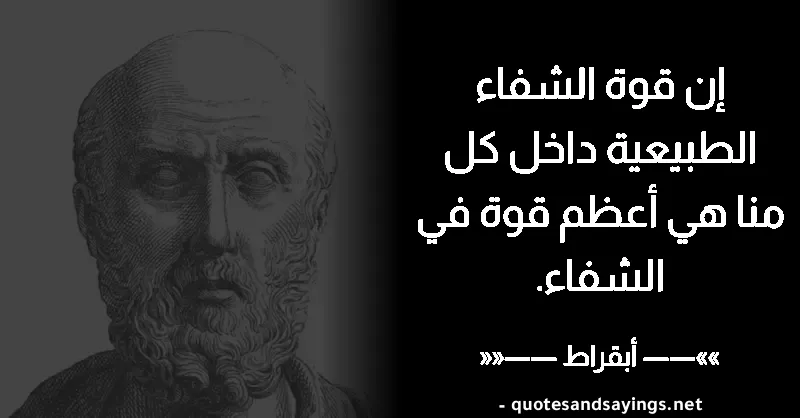 إن قوة الشفاء
الطبيعية داخل كل
منا هي أعظم قوة في
الشفاء.
»»—— أبقراط ——««
- quotesandsayings.net